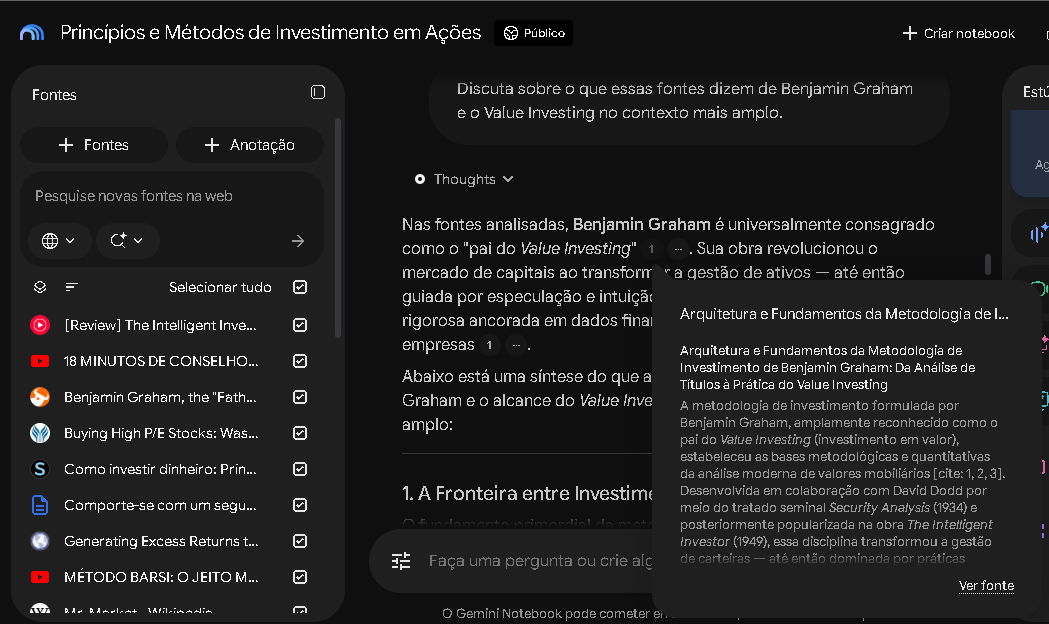 Princípios e Métodos de Investimento em Ações
Público
Criar notebook
Fontes
Fontes
Anotação
Pesquise novas fontes na web
Selecionar tudo
[Review] The Intelligent Inve...
18 MINUTOS DE CONSELHO...
Benjamin Graham, the "Fath...
Buying High P/E Stocks: Was...
Como investir dinheiro: Prin...
Comporte-se com um segu...
Generating Excess Returns t...
MÉTODO BARSI: O JEITO M...
Mr. Market - Wikipedia
Discuta sobre o que essas fontes dizem de Benjamin Graham
e o Value Investing no contexto mais amplo.
Thoughts
Nas fontes analisadas, Benjamin Graham é universalmente consagrado
como o "pai do Value Investing" 1 ... . Sua obra revolucionou o
mercado de capitais ao transformar a gestão de ativos — até então
guiada por especulação e intuição
rigorosa ancorada em dados finan
empresas 1 ... .
Abaixo está uma síntese do que a
Graham e o alcance do Value Inve
amplo:
1. A Fronteira entre Investime
O fundamento primordial da meto
Faça uma pergunta ou crie alg
O Gemini Notebook pode cometer er
Arquitetura e Fundamentos da Metodologia de I...
Arquitetura e Fundamentos da Metodologia de
Investimento de Benjamin Graham: Da Análise de
Títulos à Prática do Value Investing
A metodologia de investimento formulada por
Benjamin Graham, amplamente reconhecido como o
pai do Value Investing (investimento em valor),
estabeleceu as bases metodológicas e quantitativas
da análise moderna de valores mobiliários [cite: 1, 2, 3].
Desenvolvida em colaboração com David Dodd por
meio do tratado seminal Security Analysis (1934) e
posteriormente popularizada na obra The Intelligent
Investor (1949), essa disciplina transformou a gestão
de carteiras — até então dominada por práticas
Ver fonte
Estú
Ag